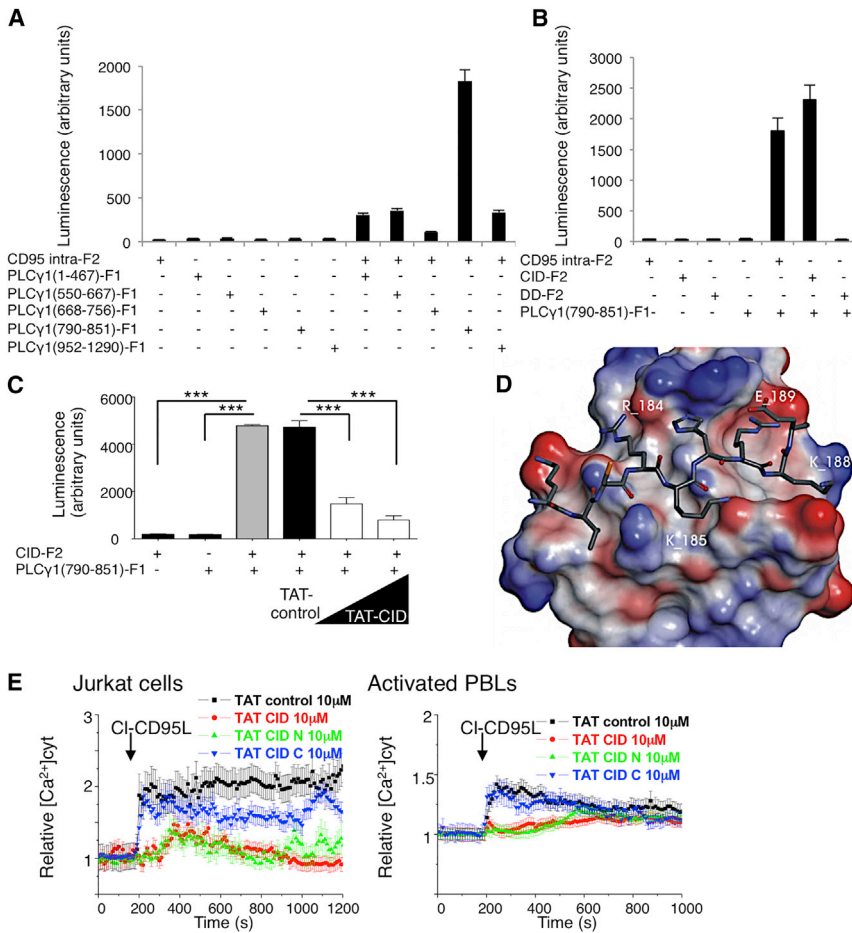 A
Luminescence (arbitrary units)
2000
1500
1000
500
0
CD95 intra-F2 + - - - - - + + + + +
PLCγ1(1-467)-F1 - + - - - - + - - - -
PLCγ1(550-667)-F1 - - + - - - - + - - -
PLCγ1(668-756)-F1 - - - + - - - - + - -
PLCγ1(790-851)-F1 - - - - + - - - - + -
PLCγ1(952-1290)-F1 - - - - - + - - - - +
B
Luminescence (arbitrary units)
3000
2500
2000
1500
1000
500
0
CD95 intra-F2 + - - - + - -
CID-F2 - + - - - + -
DD-F2 - - + - - - +
PLCγ1(790-851)-F1- - - + + + +
C
Luminescence
(arbitrary units)
6000
4000
2000
0
*** ***
*** ***
CID-F2 + - + + + +
PLCγ1(790-851)-F1 - + + + + +
TAT-
control
TAT-CID
D
R_184
E_189
K_188
K_185
E
Jurkat cells
Relative [Ca2+]cyt
3
2
1
CI-CD95L
TAT control 10μM
TAT CID 10μM
TAT CID N 10μM
TAT CID C 10μM
0 200 400 600 800 1000 1200
Time (s)
Activated PBLs
Relative [Ca2+]cyt
2
1.5
1
CI-CD95L
TAT control 10μM
TAT CID 10μM
TAT CID N 10μM
TAT CID C 10μM
0 200 400 600 800 1000
Time (s)